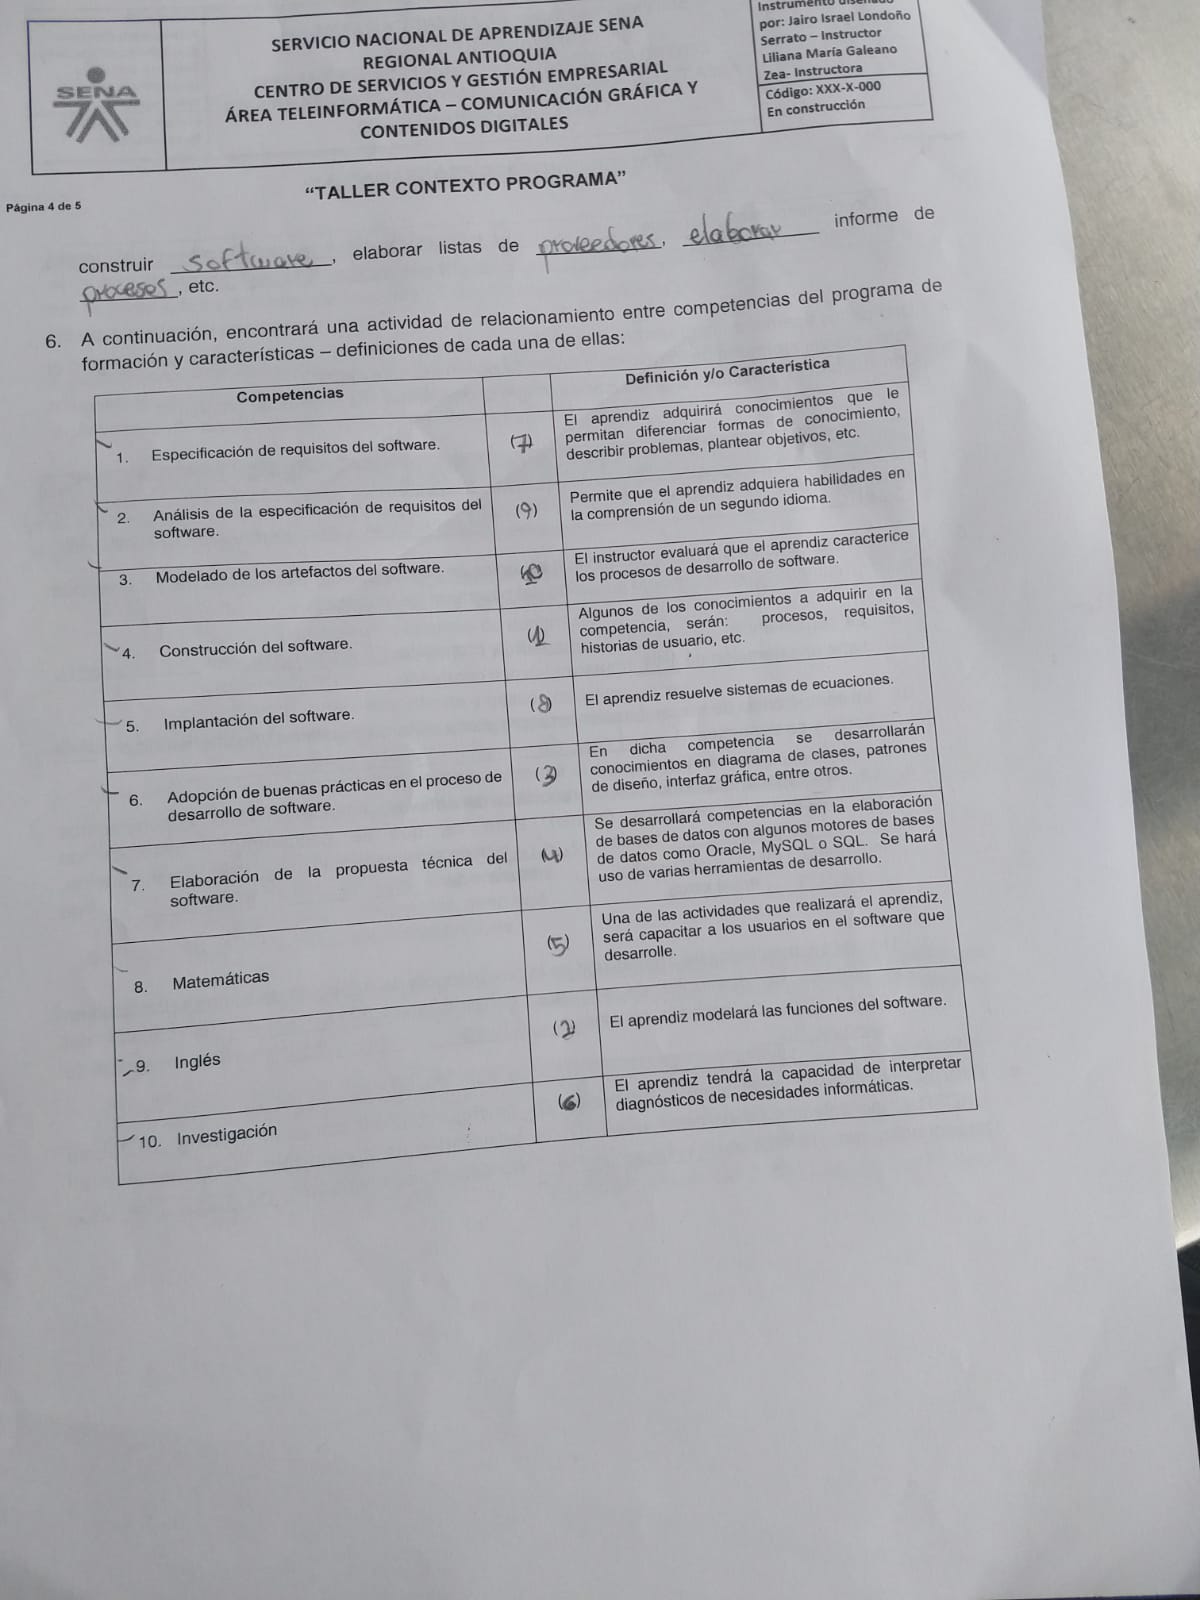 Instrumento diseñado
por: Jairo Israel Londoño
Serrato – Instructor
Liliana María Galeano
Zea- Instructora
Código: XXX-X-000
En construcción
SENA
SERVICIO NACIONAL DE APRENDIZAJE SENA
REGIONAL ANTIOQUIA
CENTRO DE SERVICIOS Y GESTIÓN EMPRESARIAL
ÁREA TELEINFORMÁTICA – COMUNICACIÓN GRÁFICA Y
CONTENIDOS DIGITALES
Página 4 de 5
“TALLER CONTEXTO PROGRAMA”
construir software, elaborar listas de proveedores, elaborar informe de
procesos, etc.
6. A continuación, encontrará una actividad de relacionamiento entre competencias del programa de
formación y características – definiciones de cada una de ellas:
Competencias
Definición y/o Característica
1. Especificación de requisitos del software.
(7)
El aprendiz adquirirá conocimientos que le
permitan diferenciar formas de conocimiento,
describir problemas, plantear objetivos, etc.
2. Análisis de la especificación de requisitos del
software.
(9)
Permite que el aprendiz adquiera habilidades en
la comprensión de un segundo idioma.
3. Modelado de los artefactos del software.
10
El instructor evaluará que el aprendiz caracterice
los procesos de desarrollo de software.
4. Construcción del software.
(1)
Algunos de los conocimientos a adquirir en la
competencia, serán: procesos, requisitos,
historias de usuario, etc.
5. Implantación del software.
(8)
El aprendiz resuelve sistemas de ecuaciones.
6. Adopción de buenas prácticas en el proceso de
desarrollo de software.
(3)
En dicha competencia se desarrollarán
conocimientos en diagrama de clases, patrones
de diseño, interfaz gráfica, entre otros.
7. Elaboración de la propuesta técnica del
software.
(4)
Se desarrollará competencias en la elaboración
de bases de datos con algunos motores de bases
de datos como Oracle, MySQL o SQL. Se hará
uso de varias herramientas de desarrollo.
8. Matemáticas
(5)
Una de las actividades que realizará el aprendiz,
será capacitar a los usuarios en el software que
desarrolle.
9. Inglés
(2)
El aprendiz modelará las funciones del software.
10. Investigación
(6)
El aprendiz tendrá la capacidad de interpretar
diagnósticos de necesidades informáticas.